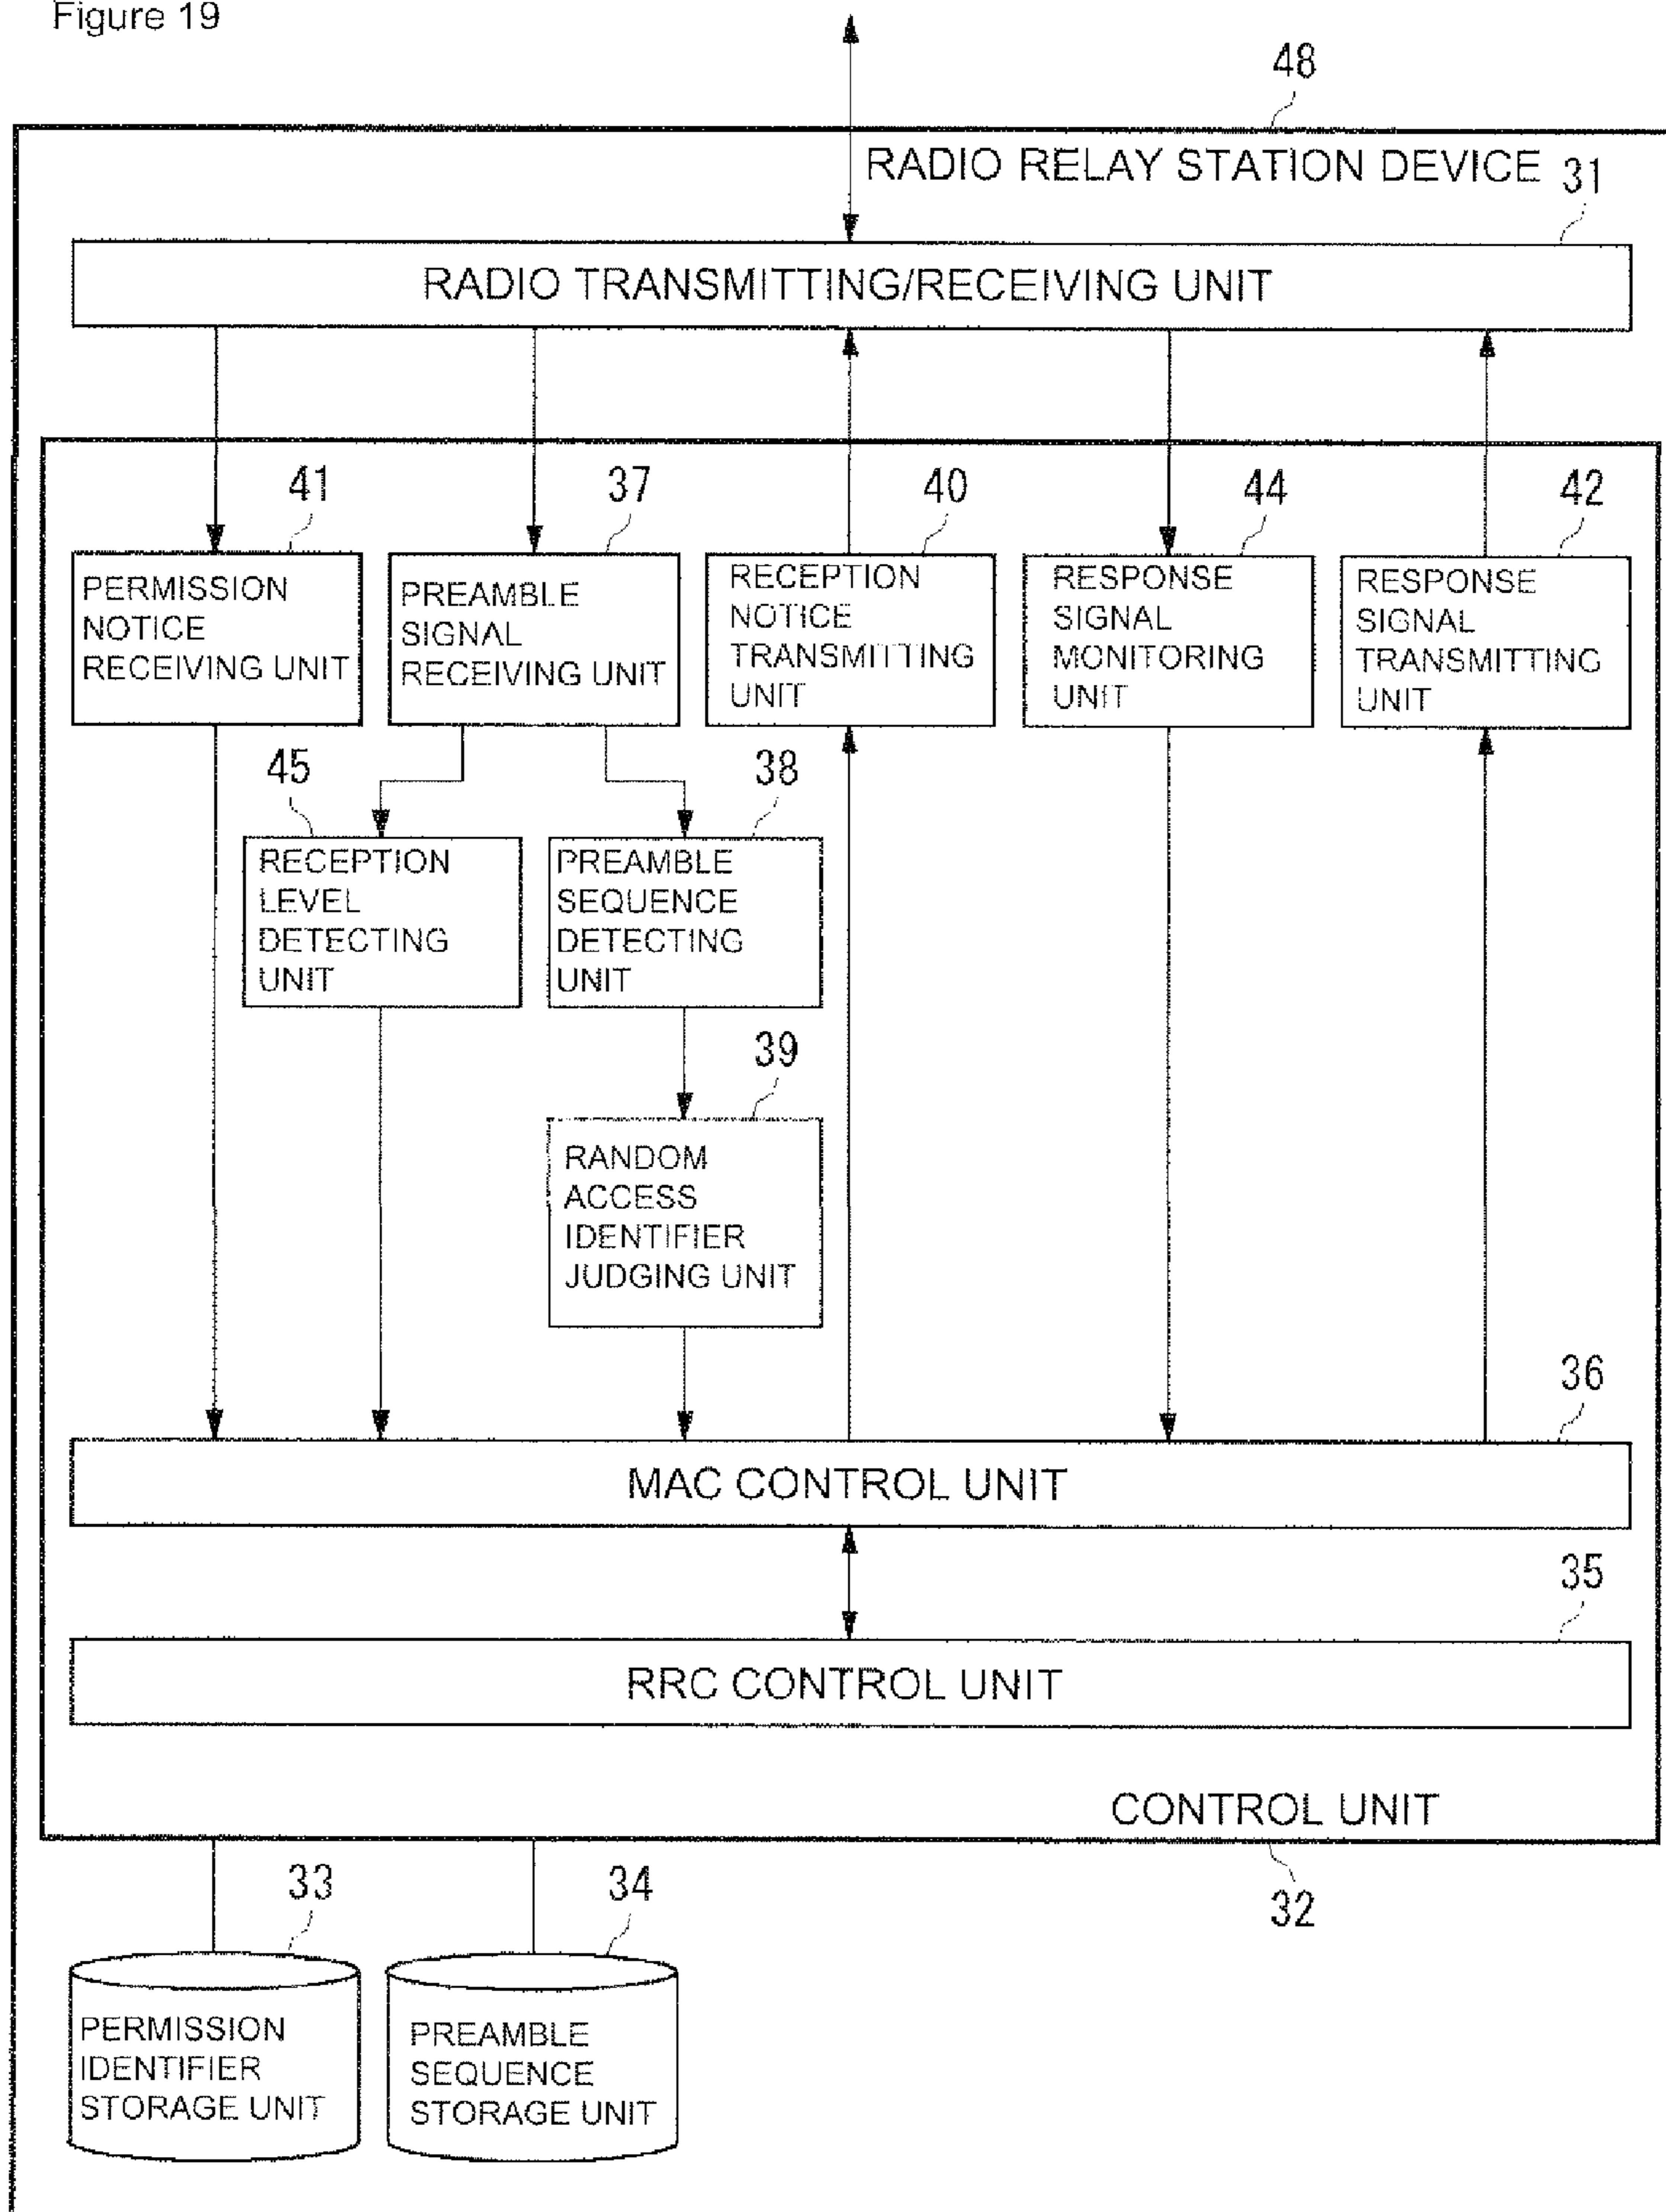 Figure 19
48
RADIO RELAY STATION DEVICE
31
RADIO TRANSMITTING/RECEIVING UNIT
41
37
40
44
42
PERMISSION
NOTICE
RECEIVING UNIT
PREAMBLE
SIGNAL
RECEIVING UNIT
RECEPTION
NOTICE
TRANSMITTING
UNIT
RESPONSE
SIGNAL
MONITORING
UNIT
RESPONSE
SIGNAL
TRANSMITTING
UNIT
45
38
RECEPTION
LEVEL
DETECTING
UNIT
PREAMBLE
SEQUENCE
DETECTING
UNIT
39
RANDOM
ACCESS
IDENTIFIER
JUDGING UNIT
36
MAC CONTROL UNIT
35
RRC CONTROL UNIT
CONTROL UNIT
32
33
34
PERMISSION
IDENTIFIER
STORAGE UNIT
PREAMBLE
SEQUENCE
STORAGE UNIT